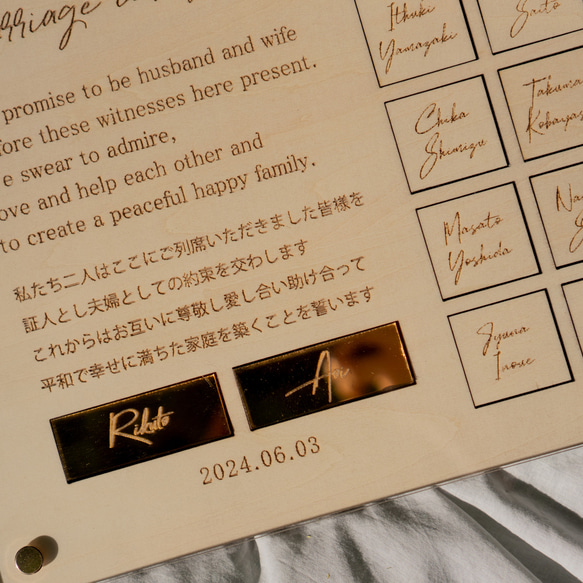 promise to be husband and wife
fore these witnesses here present.
e swear to admire,
ove and help each other and
to create a peaceful happy family.
私たち二人はここにご列席いただきました皆様を
証人とし夫婦としての約束を交わします
これからはお互いに尊敬し愛し合い助け合って
平和で幸せに満ちた家庭を築くことを誓います
Rikuto
Aoi
2024.06.03
Ithuki
Yamazaki
Saito
Chika
Shimizu
Takuma
Kobayas
Masato
Yoshida
Na
Jyuna
Inoue